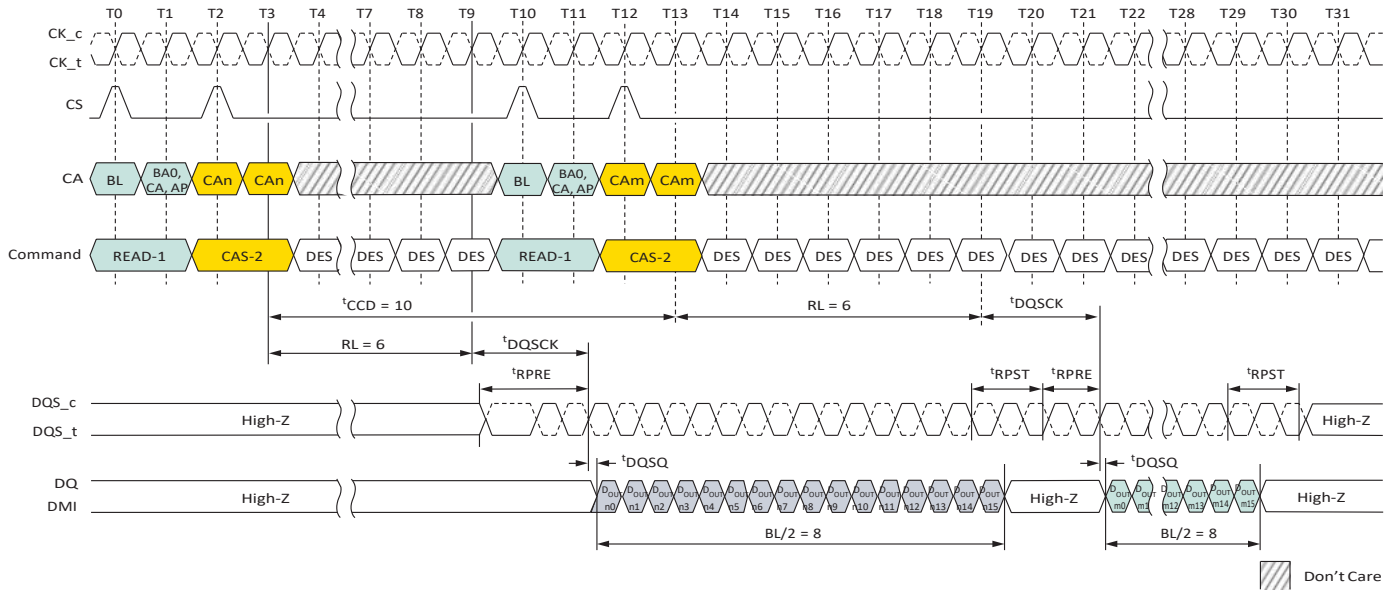 T0 T1 T2 T3 T4 T7 T8 T9 T10 T11 T12 T13 T14 T15 T16 T17 T18 T19 T20 T21 T22 T28 T29 T30 T31
CK_c
CK_t
CS
CA BL BA0, CA, AP CAn CAn BL BA0, CA, AP CAm CAm
Command READ-1 CAS-2 DES DES DES DES READ-1 CAS-2 DES DES DES DES DES DES DES DES DES DES DES DES DES
tCCD = 10 RL = 6 tDQSCK
RL = 6 tDQSCK
tRPRE tRPST tRPRE tRPST
DQS_c
DQS_t
High-Z High-Z
tDQSQ tDQSQ
DQ
DMI
High-Z DOUT n0 DOUT n1 DOUT n2 DOUT n3 DOUT n4 DOUT n5 DOUT n6 DOUT n7 DOUT n8 DOUT n9 DOUT n10 DOUT n11 DOUT n12 DOUT n13 DOUT n14 DOUT n15 High-Z DOUT m0 DOUT m1 DOUT m12 DOUT m13 DOUT m14 DOUT m15 High-Z
BL/2 = 8 BL/2 = 8
Don't Care